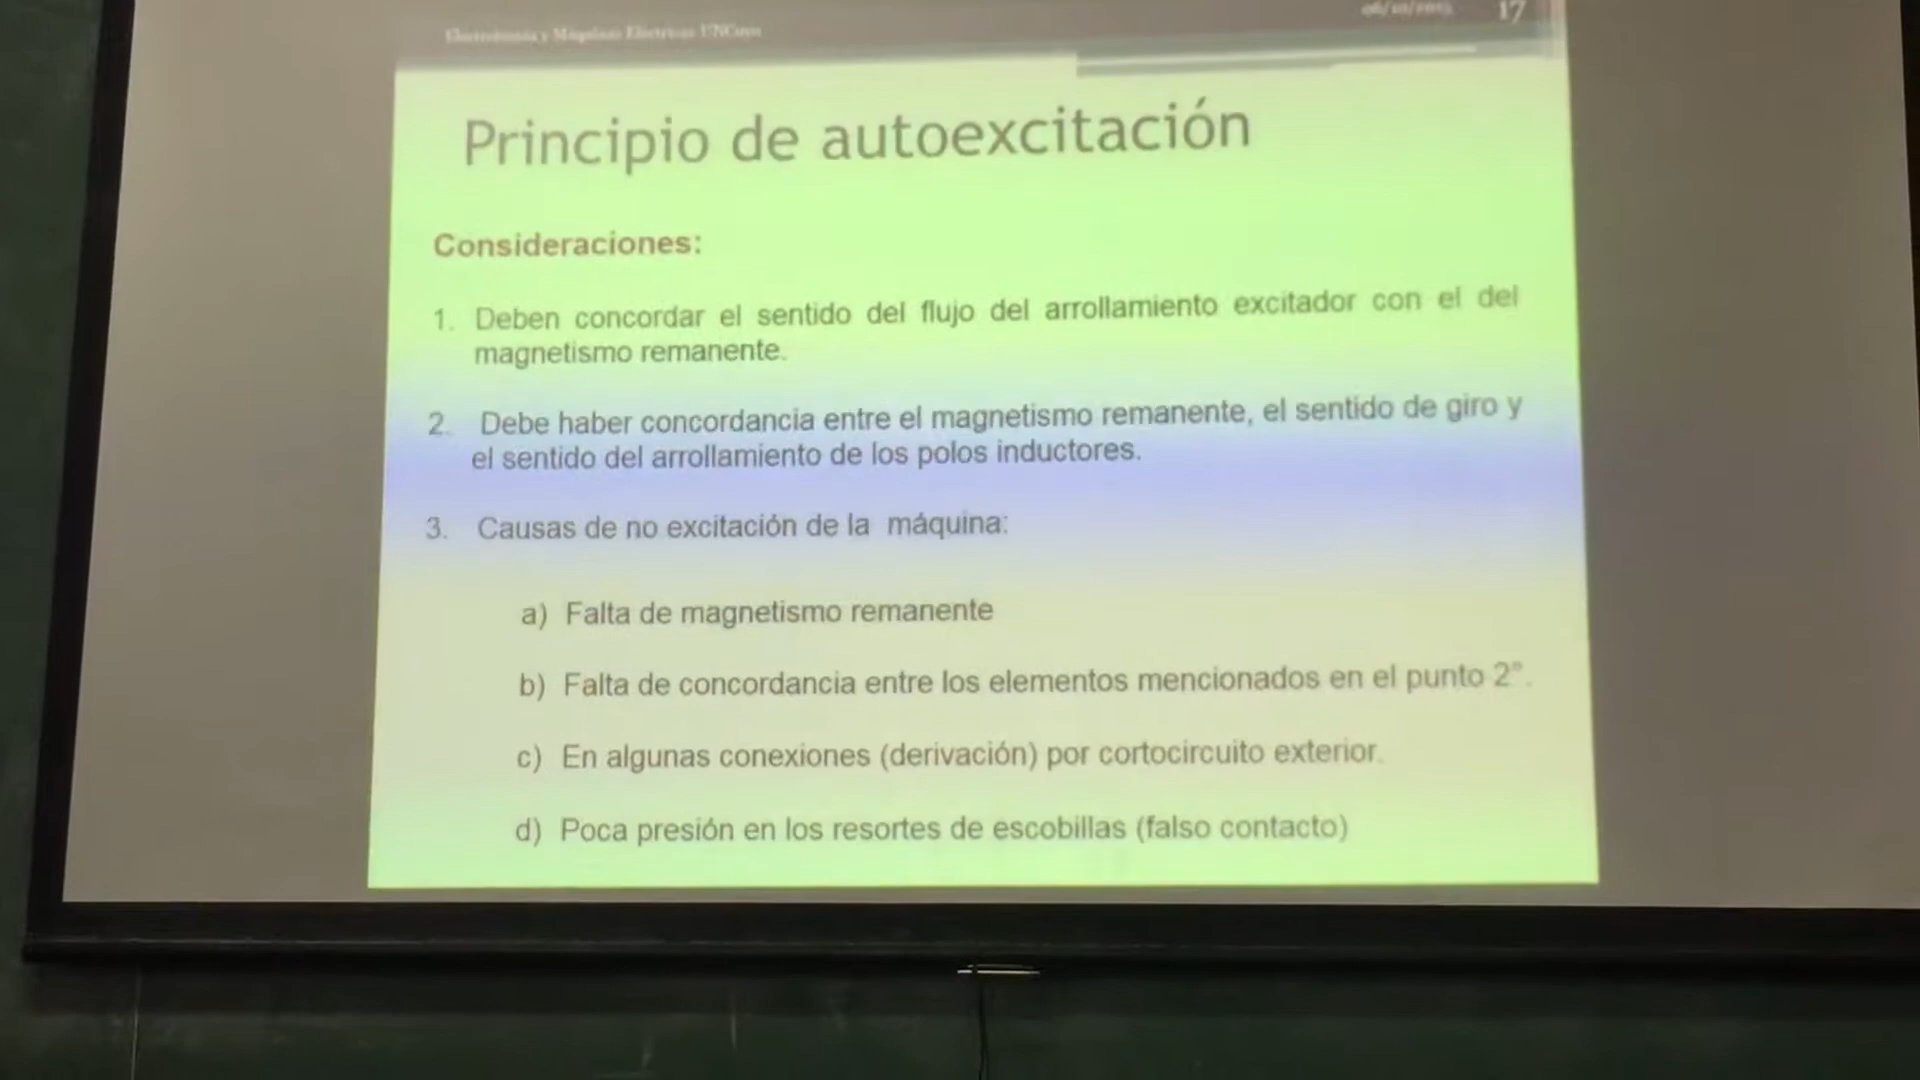 Electrotecnia y Máquinas Eléctricas UNCuyo
17
Principio de autoexcitación
Consideraciones:
1. Deben concordar el sentido del flujo del arrollamiento excitador con el del
magnetismo remanente.
2. Debe haber concordancia entre el magnetismo remanente, el sentido de giro y
el sentido del arrollamiento de los polos inductores.
3. Causas de no excitación de la máquina:
a) Falta de magnetismo remanente
b) Falta de concordancia entre los elementos mencionados en el punto 2°.
c) En algunas conexiones (derivación) por cortocircuito exterior.
d) Poca presión en los resortes de escobillas (falso contacto)